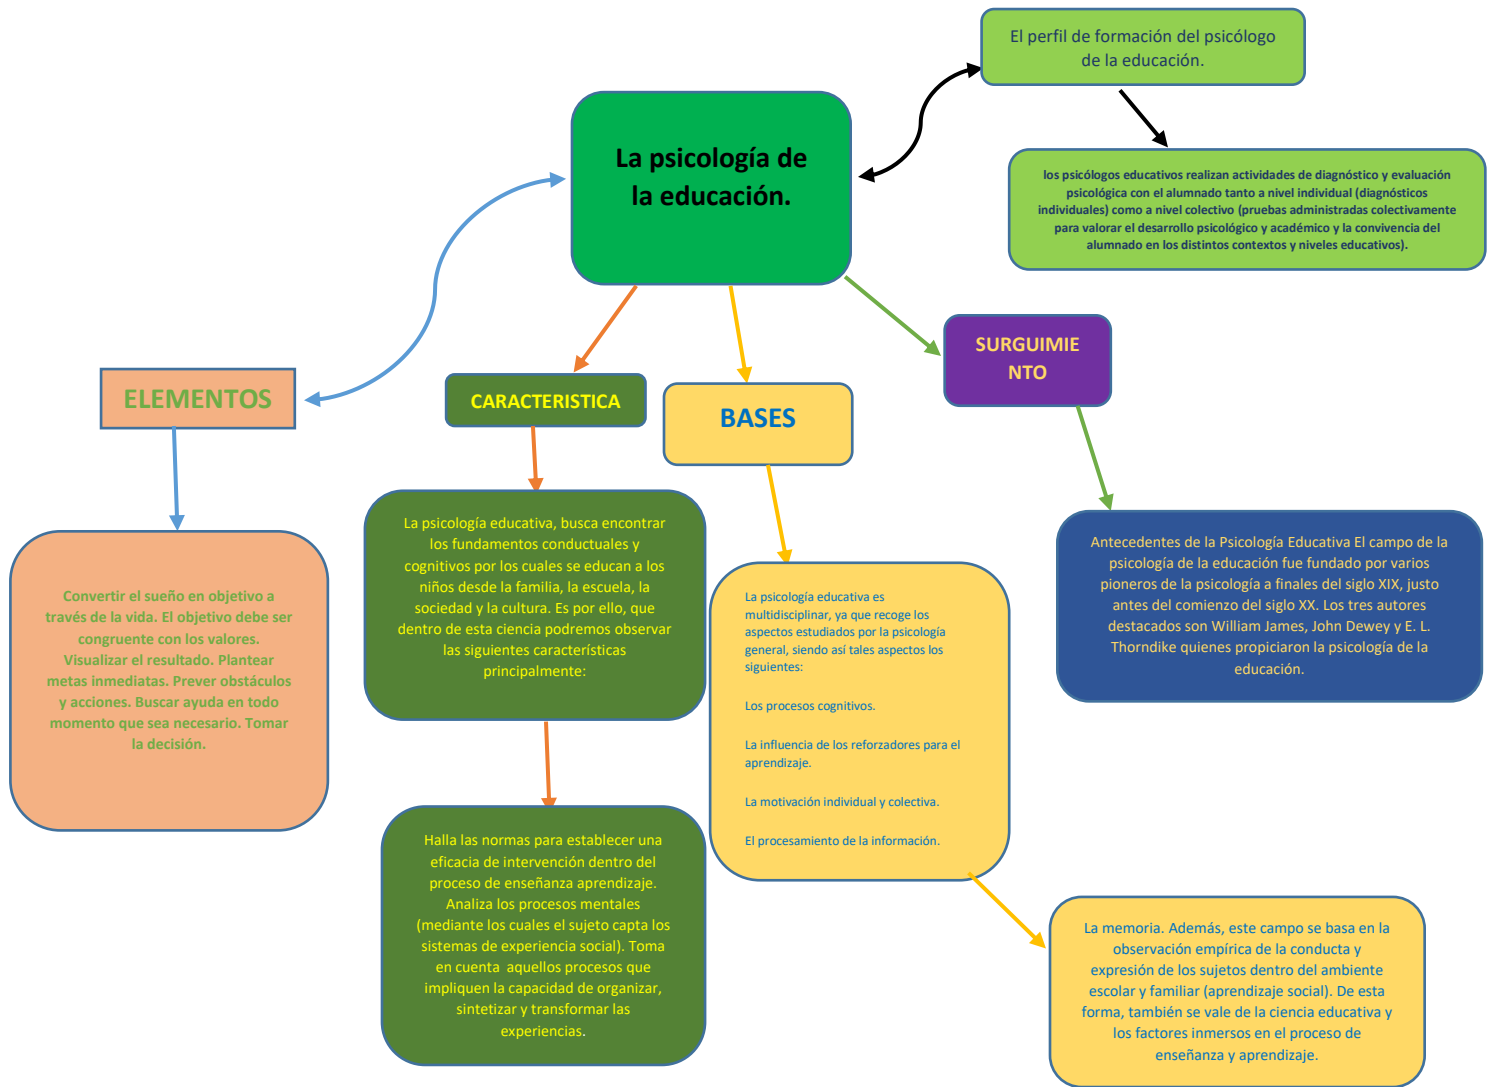 El perfil de formación del psicólogo
de la educación.
La psicología de
la educación.
los psicólogos educativos realizan actividades de diagnóstico y evaluación
psicológica con el alumnado tanto a nivel individual (diagnósticos
individuales) como a nivel colectivo (pruebas administradas colectivamente
para valorar el desarrollo psicológico y académico y la convivencia del
alumnado en los distintos contextos y niveles educativos).
SURGUIMIE
NTO
ELEMENTOS
CARACTERISTICA
BASES
Convertir el sueño en objetivo a
través de la vida. El objetivo debe ser
congruente con los valores.
Visualizar el resultado. Plantear
metas inmediatas. Prever obstáculos
y acciones. Buscar ayuda en todo
momento que sea necesario. Tomar
la decisión.
La psicología educativa, busca encontrar
los fundamentos conductuales y
cognitivos por los cuales se educan a los
niños desde la familia, la escuela, la
sociedad y la cultura. Es por ello, que
dentro de esta ciencia podremos observar
las siguientes características
principalmente:
Halla las normas para establecer una
eficacia de intervención dentro del
proceso de enseñanza aprendizaje.
Analiza los procesos mentales
(mediante los cuales el sujeto capta los
sistemas de experiencia social). Toma
en cuenta  aquellos procesos que
impliquen la capacidad de organizar,
sintetizar y transformar las
experiencias.
La psicología educativa es
multidisciplinar, ya que recoge los
aspectos estudiados por la psicología
general, siendo así tales aspectos los
siguientes:
Los procesos cognitivos.
La influencia de los reforzadores para el
aprendizaje.
La motivación individual y colectiva.
El procesamiento de la información.
La memoria. Además, este campo se basa en la
observación empírica de la conducta y
expresión de los sujetos dentro del ambiente
escolar y familiar (aprendizaje social). De esta
forma, también se vale de la ciencia educativa y
los factores inmersos en el proceso de
enseñanza y aprendizaje.
Antecedentes de la Psicología Educativa El campo de la
psicología de la educación fue fundado por varios
pioneros de la psicología a finales del siglo XIX, justo
antes del comienzo del siglo XX. Los tres autores
destacados son William James, John Dewey y E. L.
Thorndike quienes propiciaron la psicología de la
educación.